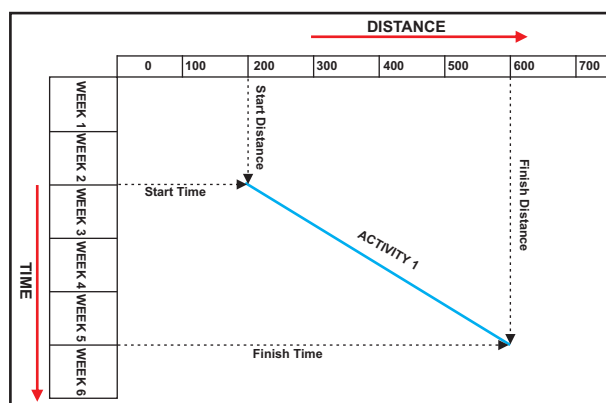 DISTANCE
0 100 200 300 400 500 600 700
WEEK 1
WEEK 2
WEEK 3
WEEK 4
WEEK 5
WEEK 6
TIME
Start Distance
Start Time
ACTIVITY 1
Finish Distance
Finish Time